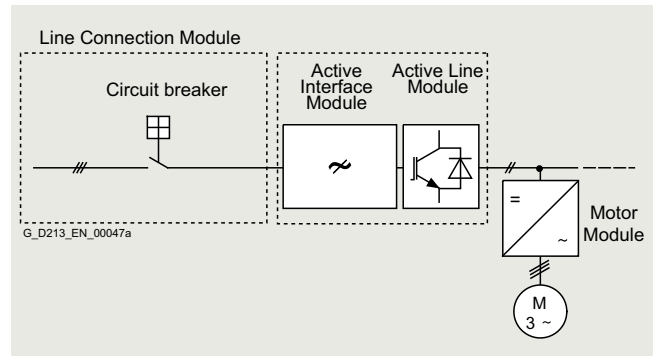 Line Connection Module
Circuit breaker
Active
Interface
Module
Active Line
Module
G_D213_EN_00047a
=
~
Motor
Module
M
3 ~